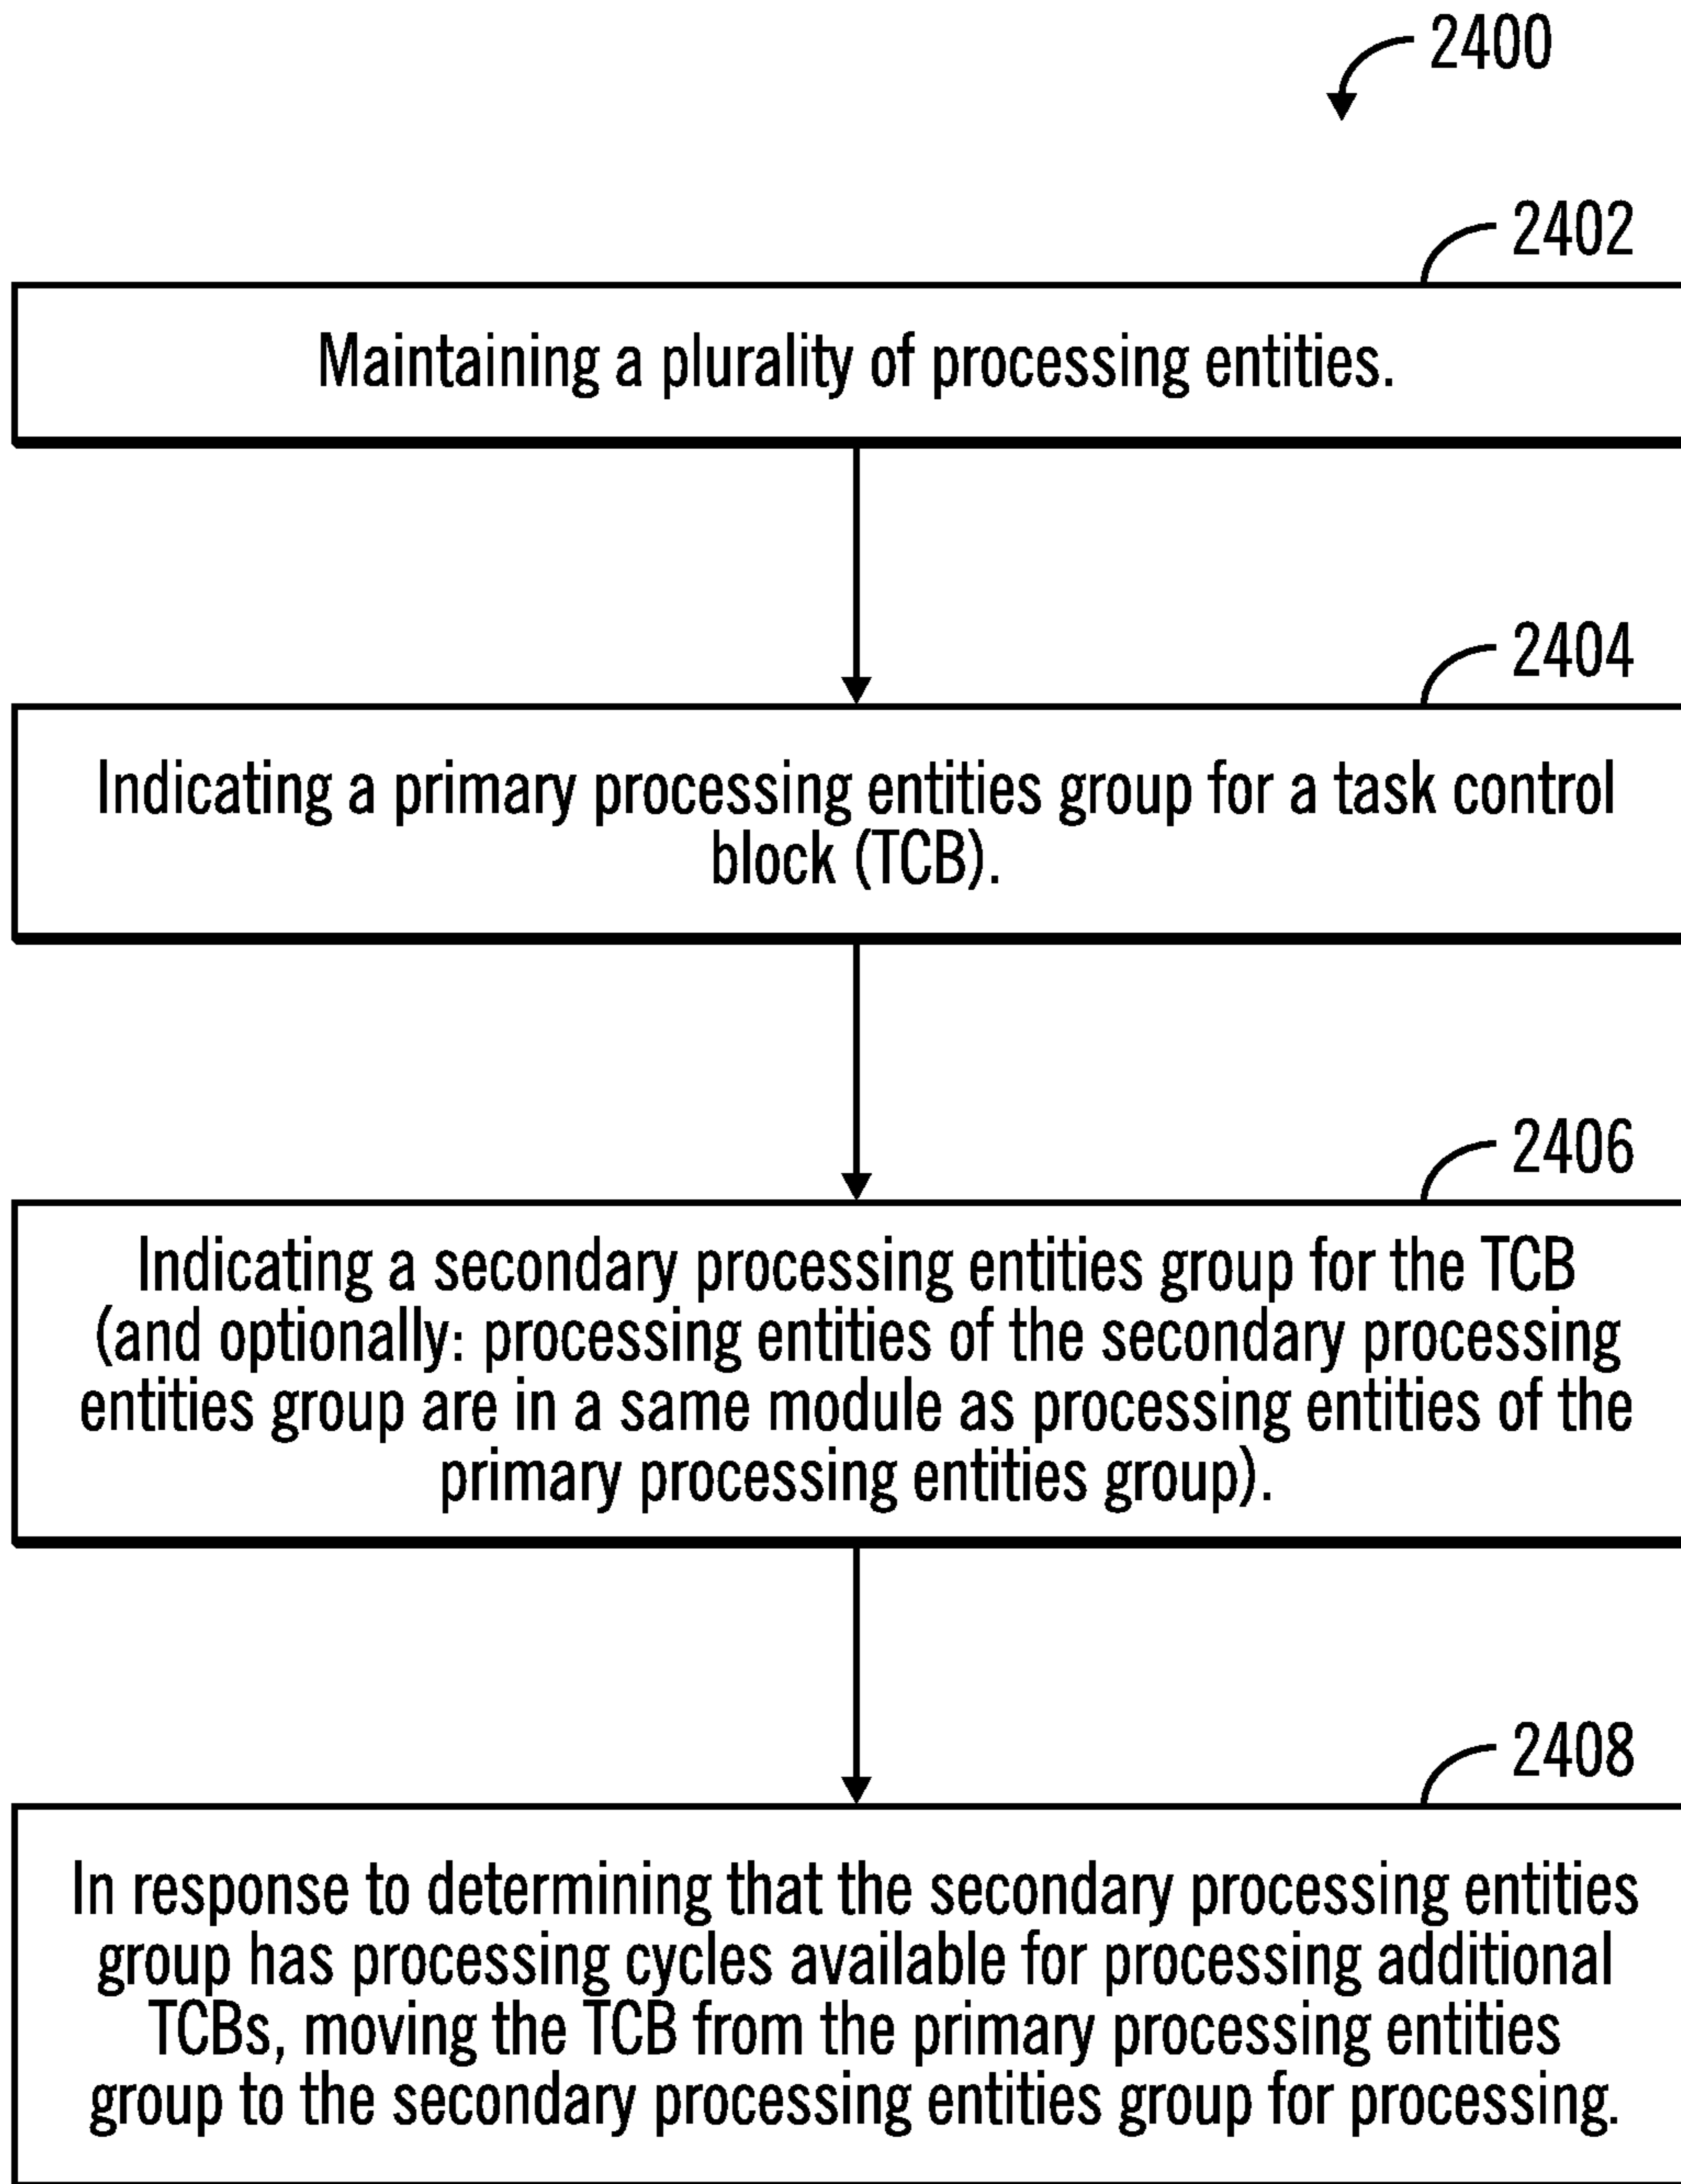 2400
2402
Maintaining a plurality of processing entities.
2404
Indicating a primary processing entities group for a task control
block (TCB).
2406
Indicating a secondary processing entities group for the TCB
(and optionally: processing entities of the secondary processing
entities group are in a same module as processing entities of the
primary processing entities group).
2408
In response to determining that the secondary processing entities
group has processing cycles available for processing additional
TCBs, moving the TCB from the primary processing entities
group to the secondary processing entities group for processing.